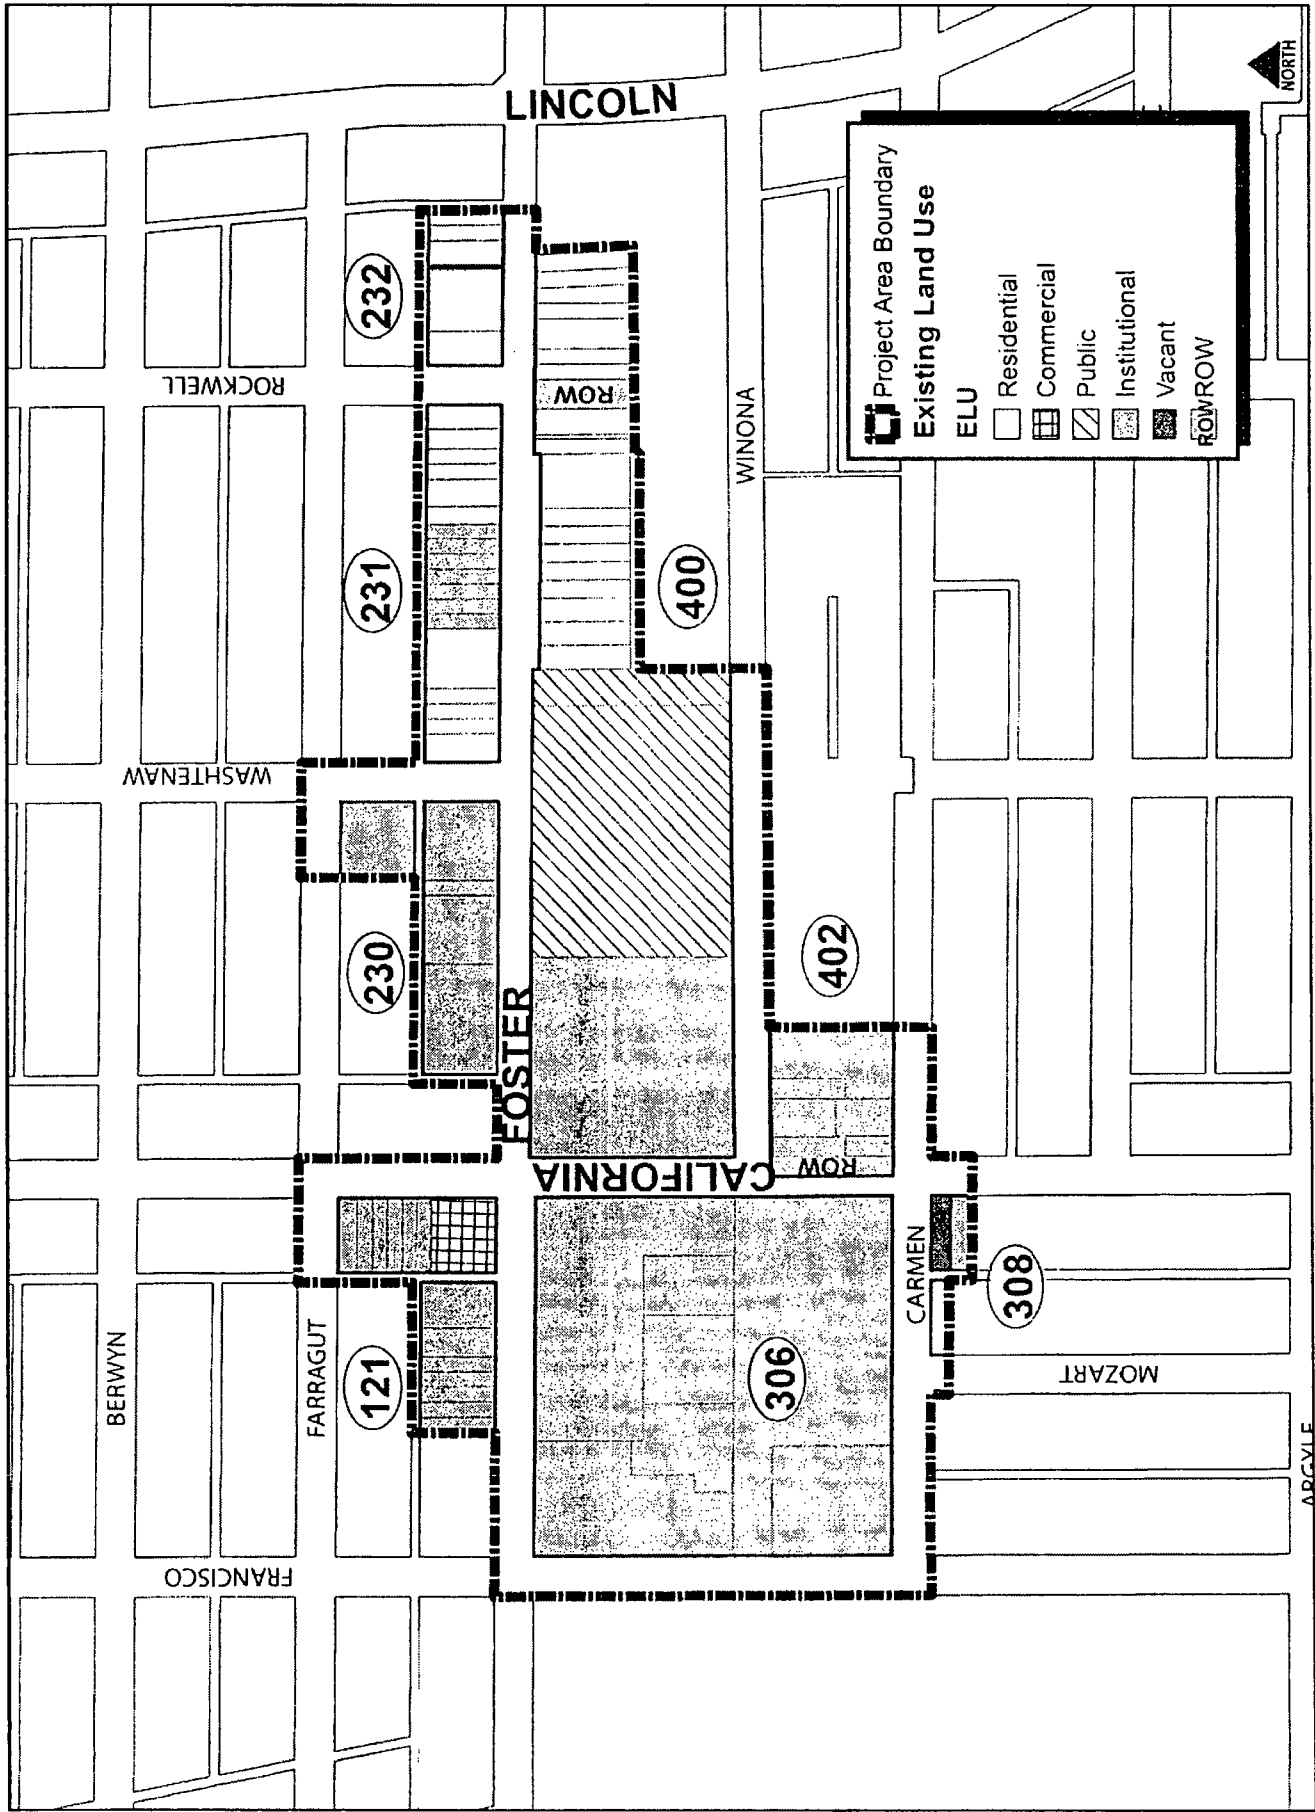 BERWYN
FARRAGUT
FRANCISCO
WASHTENAW
ROCKWELL
121
230
231
232
FOSTER
LINCOLN
CALIFORNIA
ROW
ROW
400
WINONA
402
306
CARMEN
308
MOZART
ARGYLE
Project Area Boundary
Existing Land Use
ELU
Residential
Commercial
Public
Institutional
Vacant
ROW ROW
NORTH